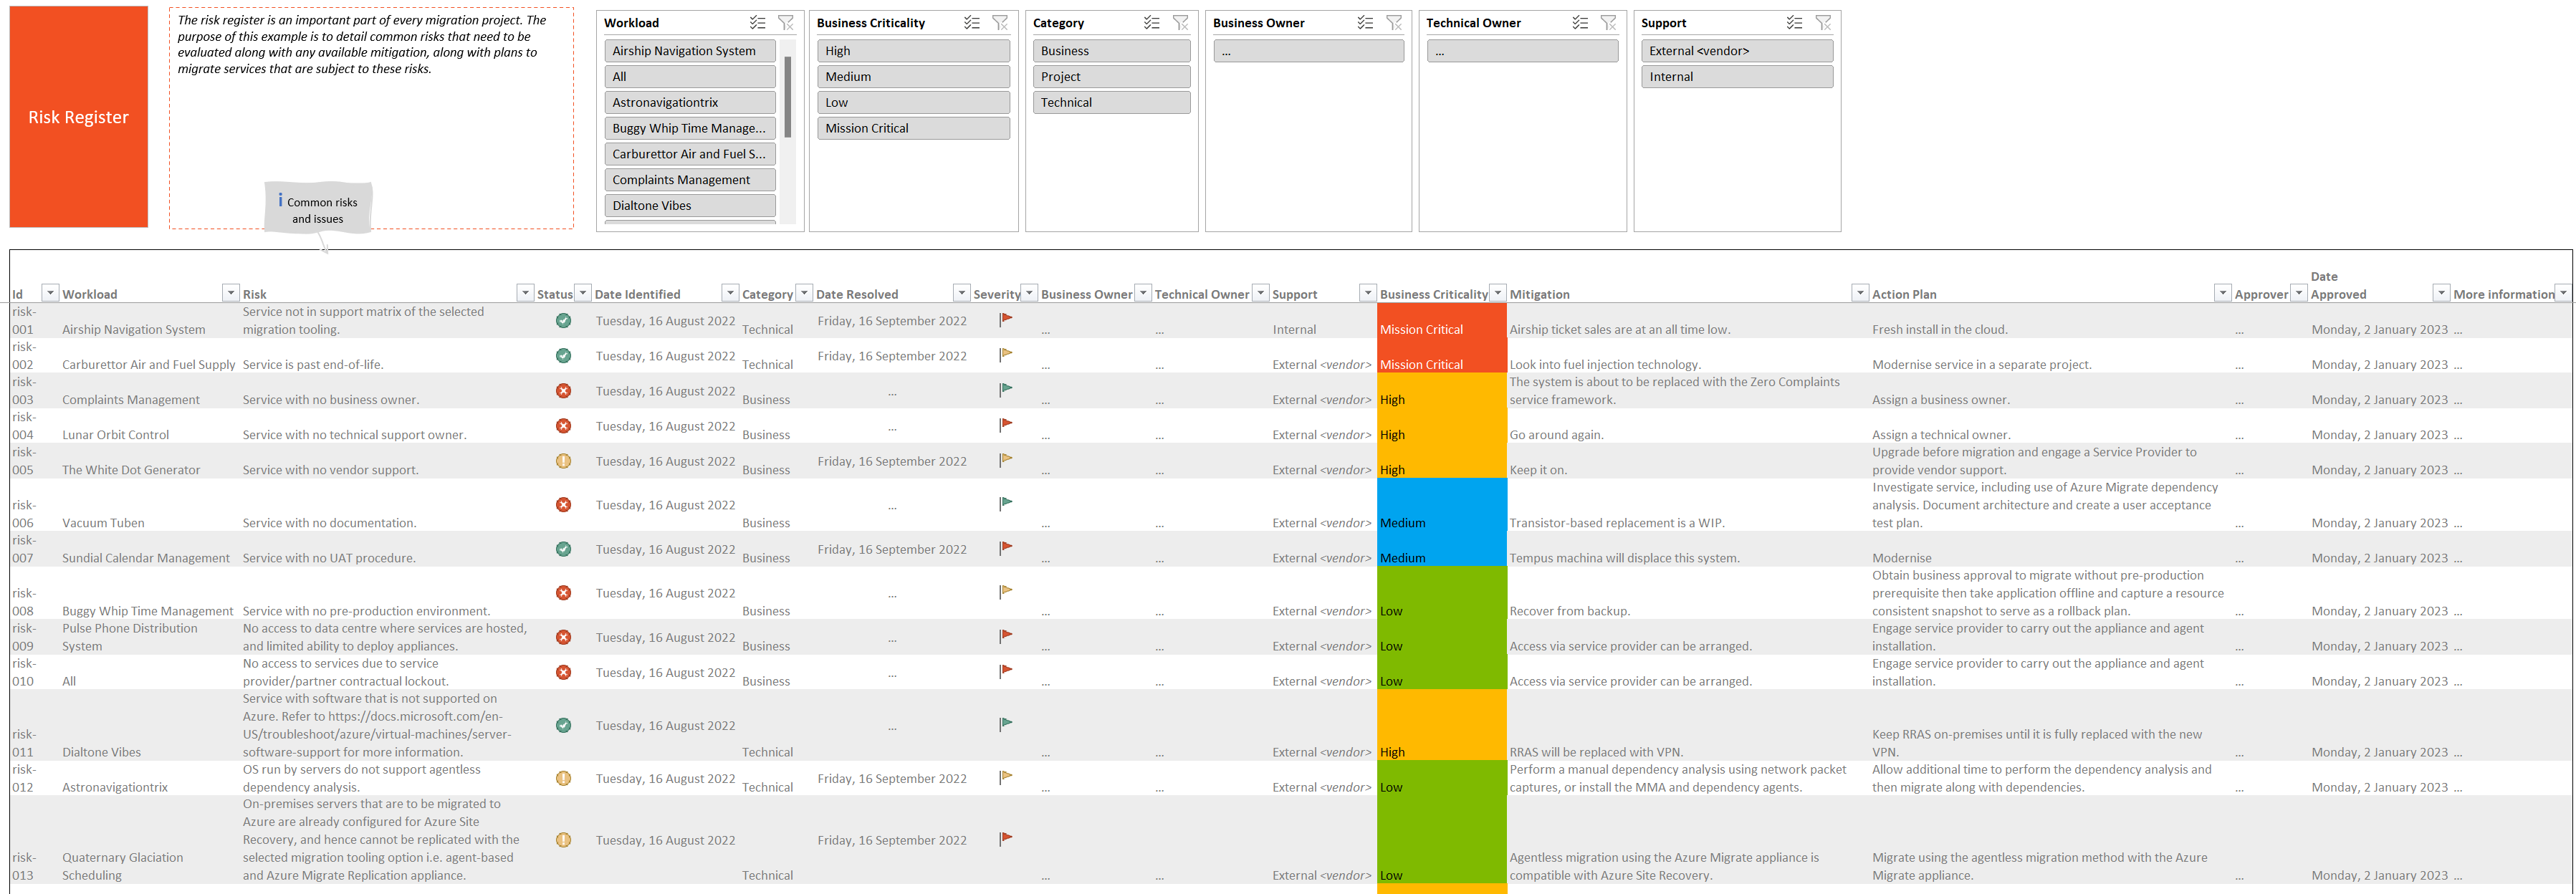 Risk Register
The risk register is an important part of every migration project. The
purpose of this example is to detail common risks that need to be
evaluated along with any available mitigation, along with plans to
migrate services that are subject to these risks.
i Common risks
and issues
Workload
Airship Navigation System
All
Astronavigationtrix
Buggy Whip Time Manage...
Carburettor Air and Fuel S...
Complaints Management
Dialtone Vibes
Business Criticality
High
Medium
Low
Mission Critical
Category
Business
Project
Technical
Business Owner
...
Technical Owner
...
Support
External <vendor>
Internal
Id Workload Risk Status Date Identified Category Date Resolved Severity Business Owner Technical Owner Support Business Criticality Mitigation Action Plan Approver Date Approved More information
risk-
001 Airship Navigation System
Service not in support matrix of the selected
migration tooling.
Tuesday, 16 August 2022 Technical Friday, 16 September 2022 ... ... Internal Mission Critical Airship ticket sales are at an all time low. Fresh install in the cloud. ... Monday, 2 January 2023 ...
risk-
002 Carburettor Air and Fuel Supply Service is past end-of-life. Tuesday, 16 August 2022 Technical Friday, 16 September 2022 ... ... External <vendor> Mission Critical Look into fuel injection technology. Modernise service in a separate project. ... Monday, 2 January 2023 ...
risk-
003 Complaints Management Service with no business owner. Tuesday, 16 August 2022 Business ... ... ... External <vendor> High
The system is about to be replaced with the Zero Complaints
service framework.
Assign a business owner. ... Monday, 2 January 2023 ...
risk-
004 Lunar Orbit Control Service with no technical support owner. Tuesday, 16 August 2022 Business ... ... ... External <vendor> High Go around again. Assign a technical owner. ... Monday, 2 January 2023 ...
risk-
005 The White Dot Generator Service with no vendor support. Tuesday, 16 August 2022 Business Friday, 16 September 2022 ... ... External <vendor> High Keep it on.
Upgrade before migration and engage a Service Provider to
provide vendor support.
... Monday, 2 January 2023 ...
risk-
006 Vacuum Tuben Service with no documentation. Tuesday, 16 August 2022 Business ... ... ... External <vendor> Medium Transistor-based replacement is a WIP.
Investigate service, including use of Azure Migrate dependency
analysis. Document architecture and create a user acceptance
test plan.
... Monday, 2 January 2023 ...
risk-
007 Sundial Calendar Management Service with no UAT procedure. Tuesday, 16 August 2022 Business Friday, 16 September 2022 ... ... External <vendor> Medium Tempus machina will displace this system. Modernise ... Monday, 2 January 2023 ...
risk-
008 Buggy Whip Time Management Service with no pre-production environment. Tuesday, 16 August 2022 Business ... ... ... External <vendor> Low Recover from backup.
Obtain business approval to migrate without pre-production
prerequisite then take application offline and capture a resource
consistent snapshot to serve as a rollback plan.
... Monday, 2 January 2023 ...
risk-
009
Pulse Phone Distribution
System
No access to data centre where services are hosted,
and limited ability to deploy appliances.
Tuesday, 16 August 2022 Business ... ... ... External <vendor> Low Access via service provider can be arranged.
Engage service provider to carry out the appliance and agent
installation.
... Monday, 2 January 2023 ...
risk-
010 All
No access to services due to service
provider/partner contractual lockout.
Tuesday, 16 August 2022 Business ... ... ... External <vendor> Low Access via service provider can be arranged.
Engage service provider to carry out the appliance and agent
installation.
... Monday, 2 January 2023 ...
risk-
011 Dialtone Vibes
Service with software that is not supported on
Azure. Refer to https://docs.microsoft.com/en-
US/troubleshoot/azure/virtual-machines/server-
software-support for more information.
Tuesday, 16 August 2022 Technical ... ... ... External <vendor> High RRAS will be replaced with VPN.
Keep RRAS on-premises until it is fully replaced with the new
VPN.
... Monday, 2 January 2023 ...
risk-
012 Astronavigationtrix
OS run by servers do not support agentless
dependency analysis.
Tuesday, 16 August 2022 Technical Friday, 16 September 2022 ... ... External <vendor> Low
Perform a manual dependency analysis using network packet
captures, or install the MMA and dependency agents.
Allow additional time to perform the dependency analysis and
then migrate along with dependencies.
... Monday, 2 January 2023 ...
risk-
013
Quaternary Glaciation
Scheduling
On-premises servers that are to be migrated to
Azure are already configured for Azure Site
Recovery, and hence cannot be replicated with the
selected migration tooling option i.e. agent-based
and Azure Migrate Replication appliance.
Tuesday, 16 August 2022 Technical Friday, 16 September 2022 ... ... External <vendor> Low
Agentless migration using the Azure Migrate appliance is
compatible with Azure Site Recovery.
Migrate using the agentless migration method with the Azure
Migrate appliance.
... Monday, 2 January 2023 ...